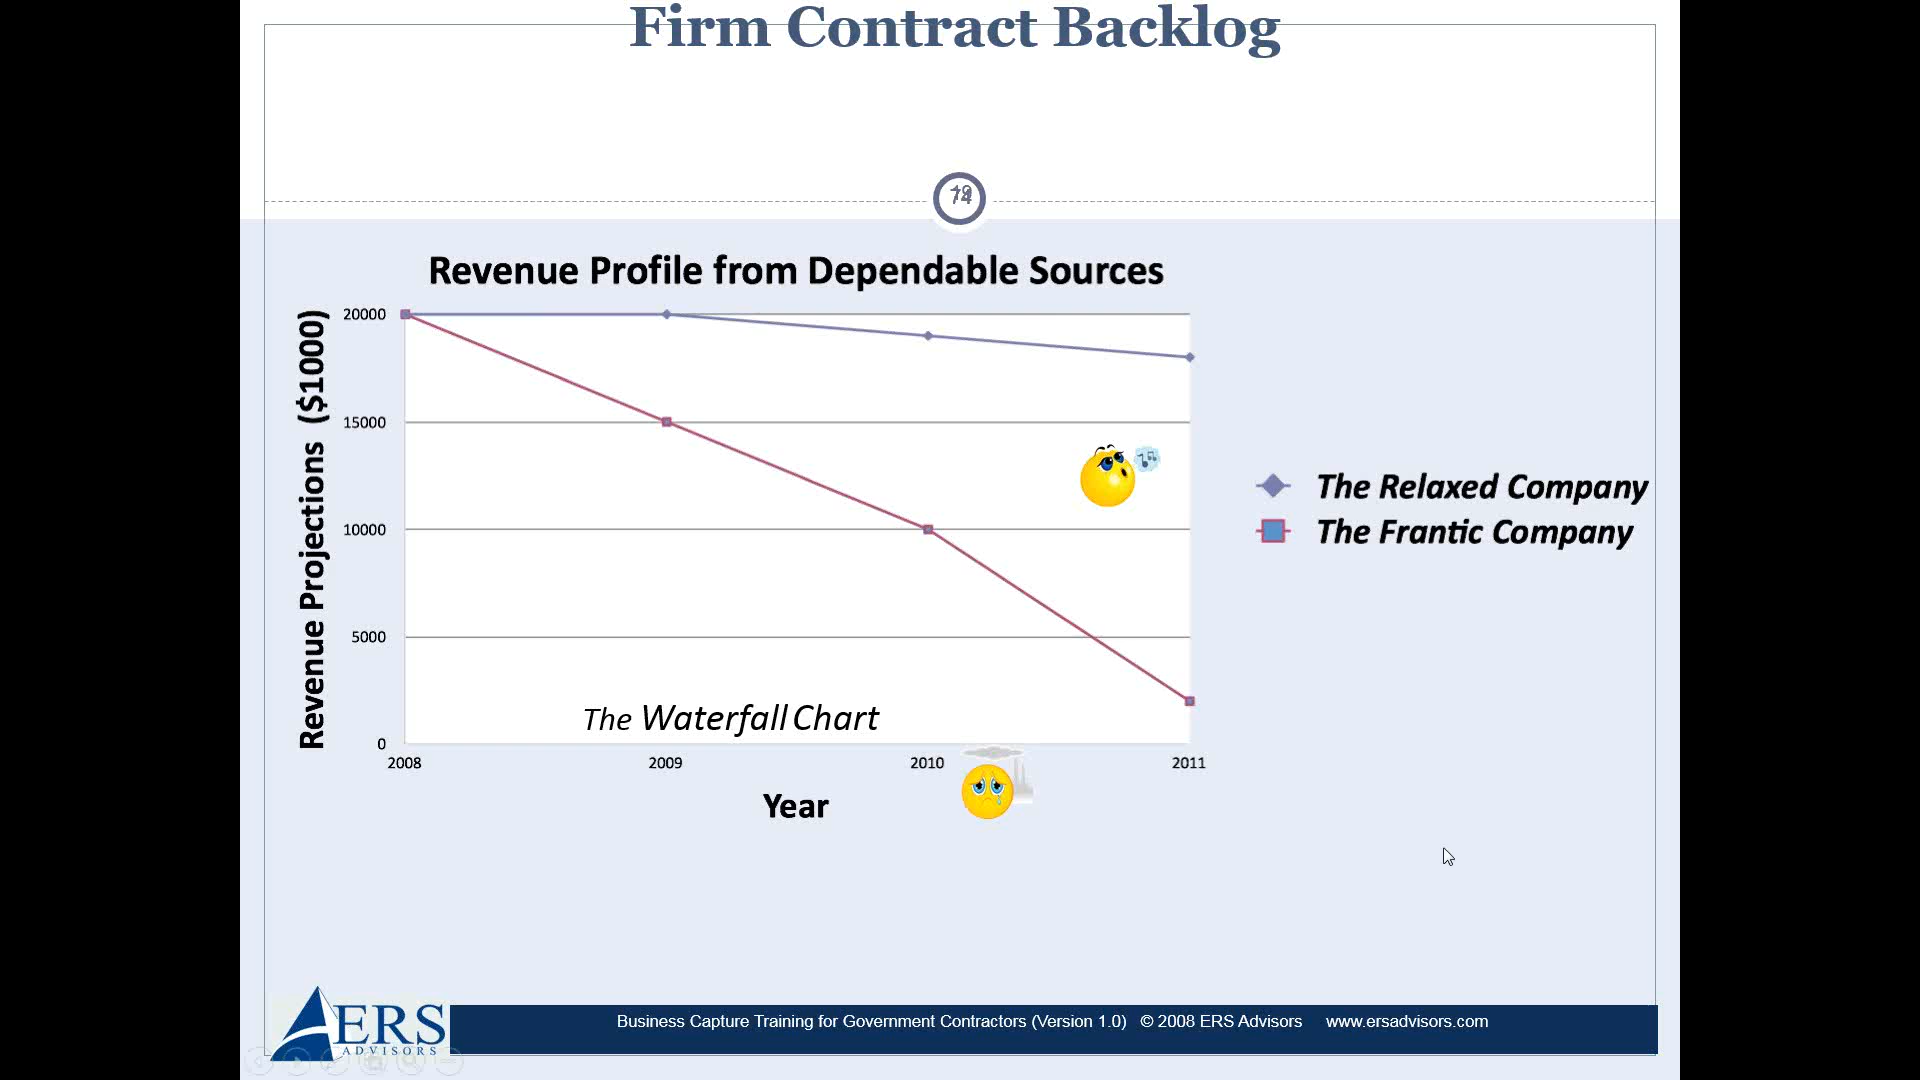 Firm Contract Backlog
Revenue Profile from Dependable Sources
Revenue Projections ($1000)
20000
15000
10000
5000
0
2008 2009 2010 2011
Year
The Waterfall Chart
The Relaxed Company
The Frantic Company
ERS
ADVISORS
Business Capture Training for Government Contractors (Version 1.0) © 2008 ERS Advisors www.ersadvisors.com